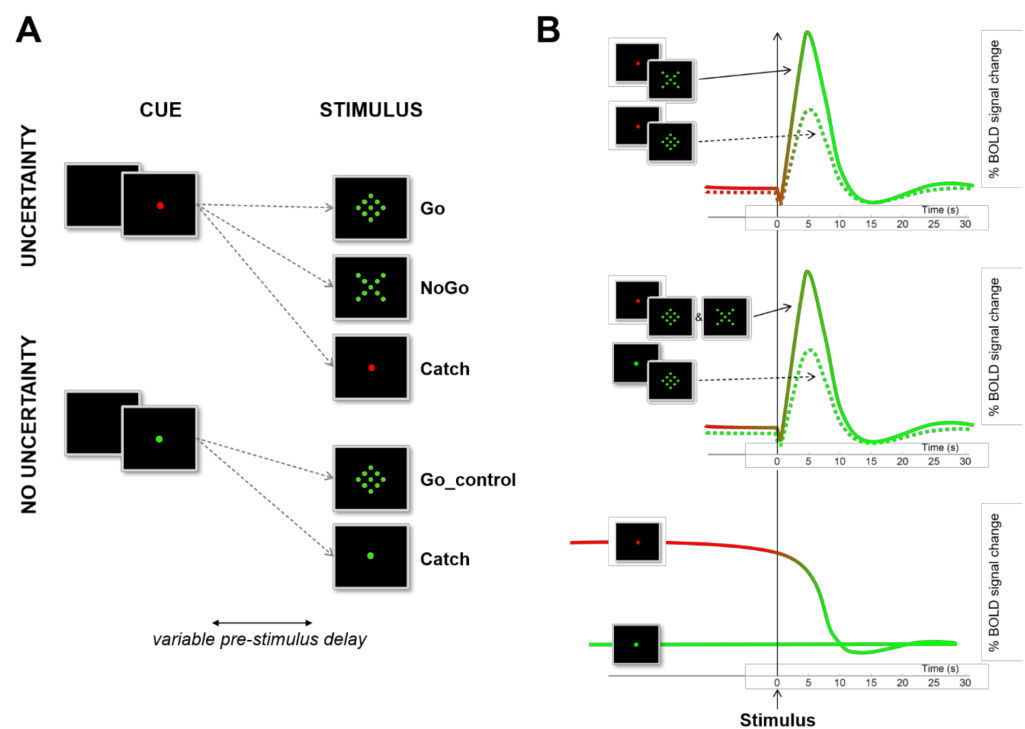 A
CUE
STIMULUS
UNCERTAINTY
Go
NoGo
Catch
NO UNCERTAINTY
Go_control
Catch
variable pre-stimulus delay
B
% BOLD signal change
Time (s)
0 5 10 15 20 25 30
&
% BOLD signal change
Time (s)
0 5 10 15 20 25 30
% BOLD signal change
Time (s)
0 5 10 15 20 25 30
Stimulus